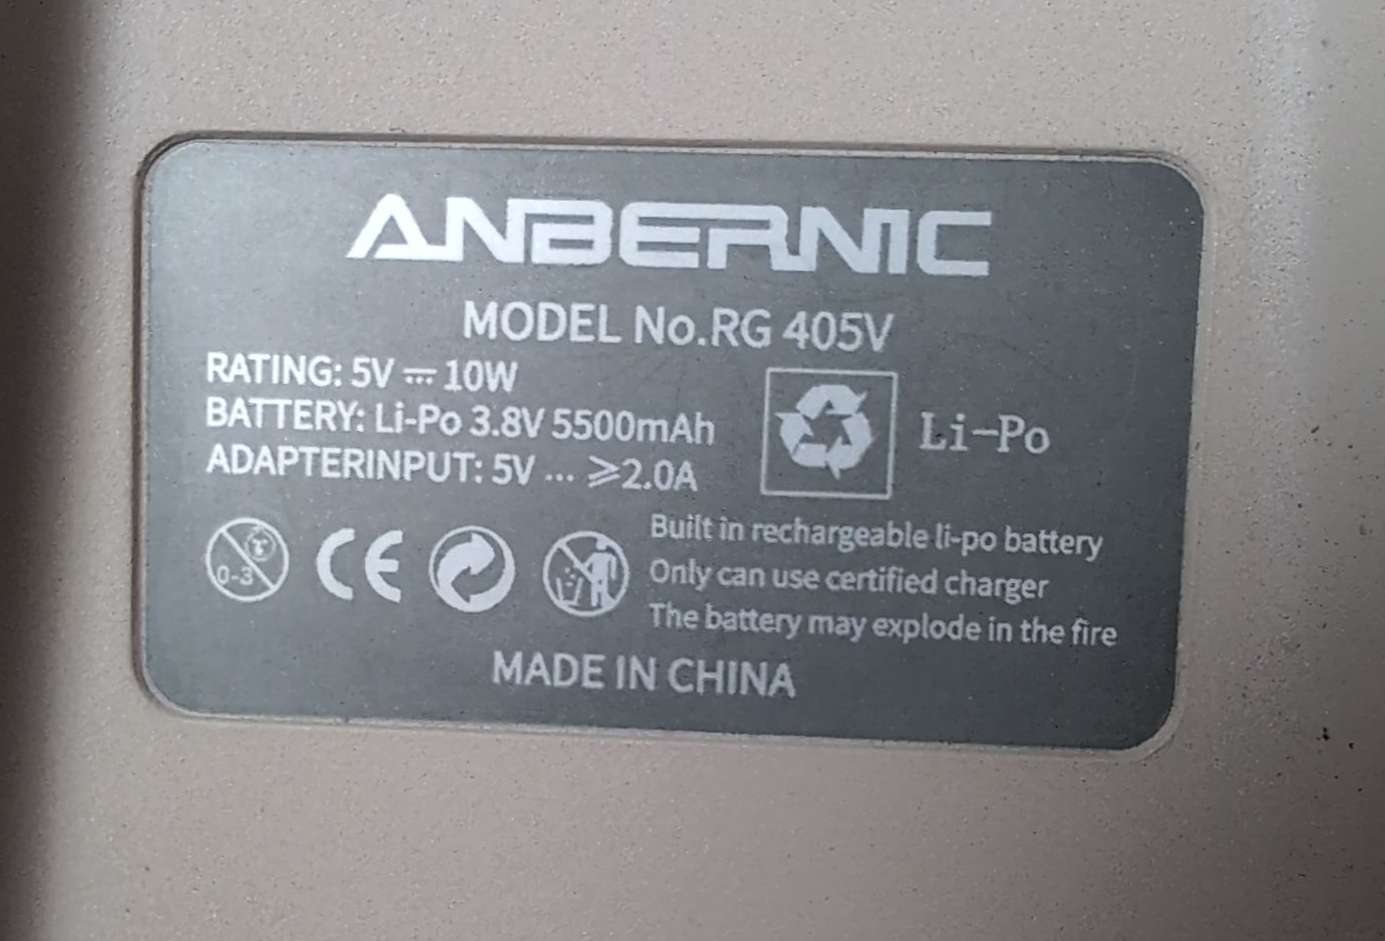 ANBERNIC
MODEL No.RG 405V
RATING: 5V ⎓ 10W
BATTERY: Li-Po 3.8V 5500mAh
ADAPTERINPUT: 5V ... ⩾2.0A
Li-Po
0-3
CE
Built in rechargeable li-po battery
Only can use certified charger
The battery may explode in the fire
MADE IN CHINA